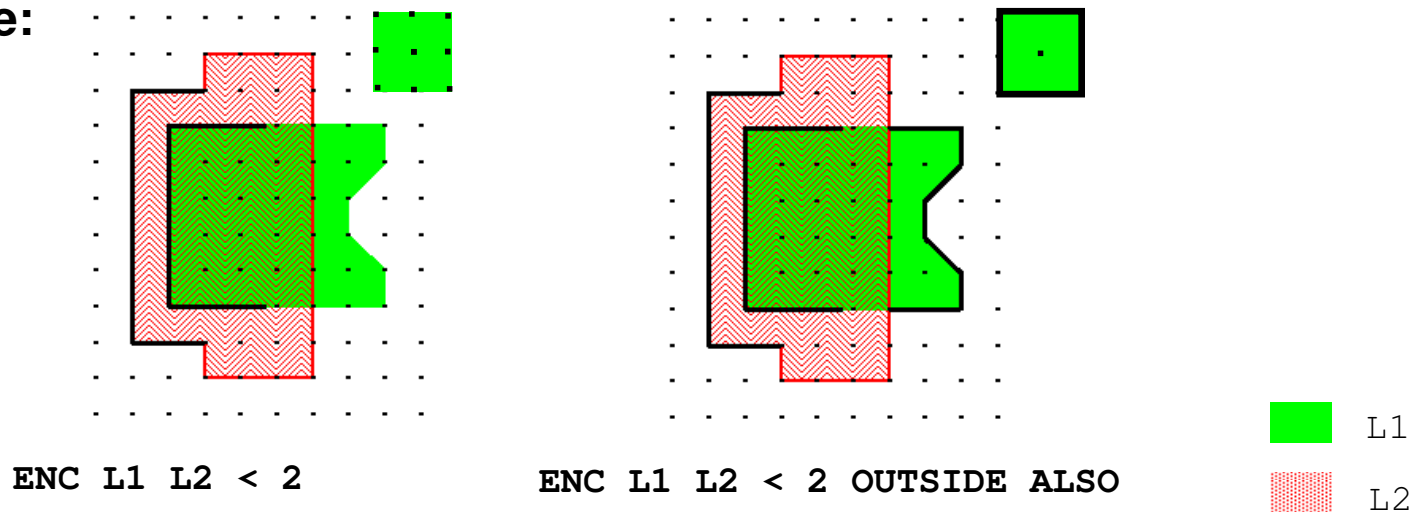 e:
ENC L1 L2 < 2
ENC L1 L2 < 2 OUTSIDE ALSO
L1
L2